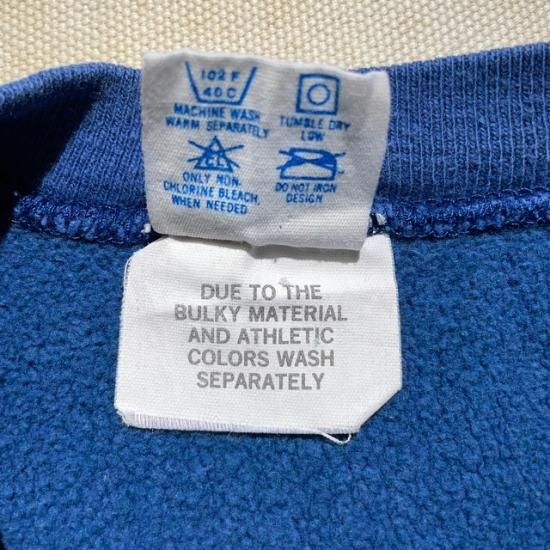 102 F
40 C
MACHINE WASH
WARM SEPARATELY
TUMBLE DRY
LOW
CL
ONLY NON
CHLORINE BLEACH
WHEN NEEDED
DO NOT IRON
DESIGN
DUE TO THE
BULKY MATERIAL
AND ATHLETIC
COLORS WASH
SEPARATELY